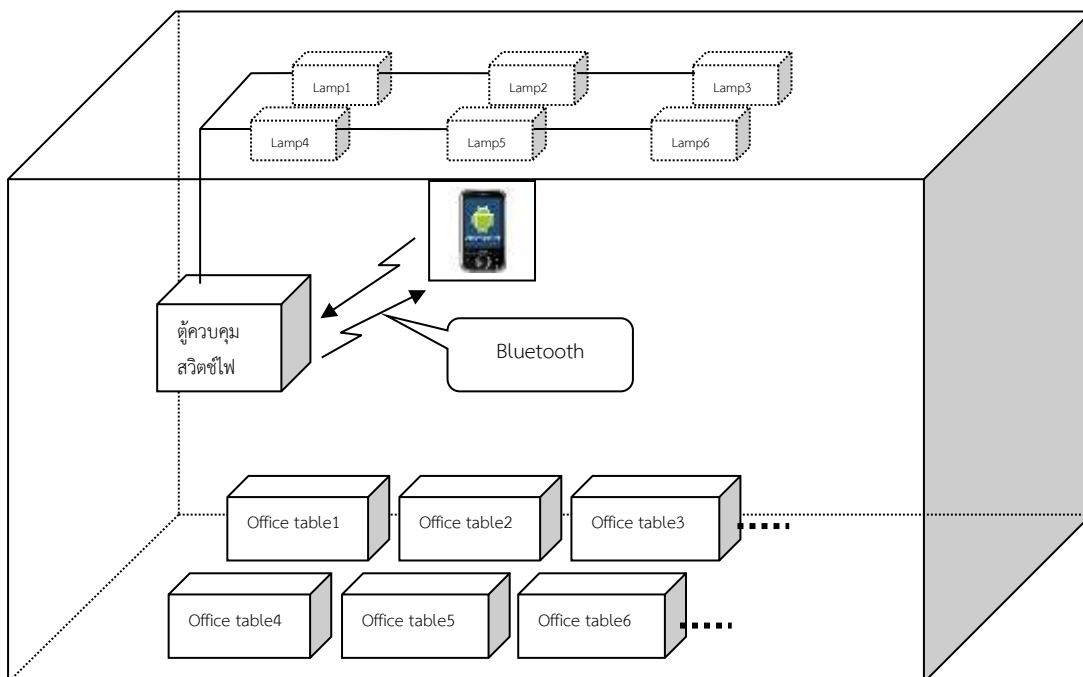 Lamp1
Lamp2
Lamp3
Lamp4
Lamp5
Lamp6
ตู้ควบคุม
สวิตช์ไฟ
Bluetooth
Office table1
Office table2
Office table3
Office table4
Office table5
Office table6